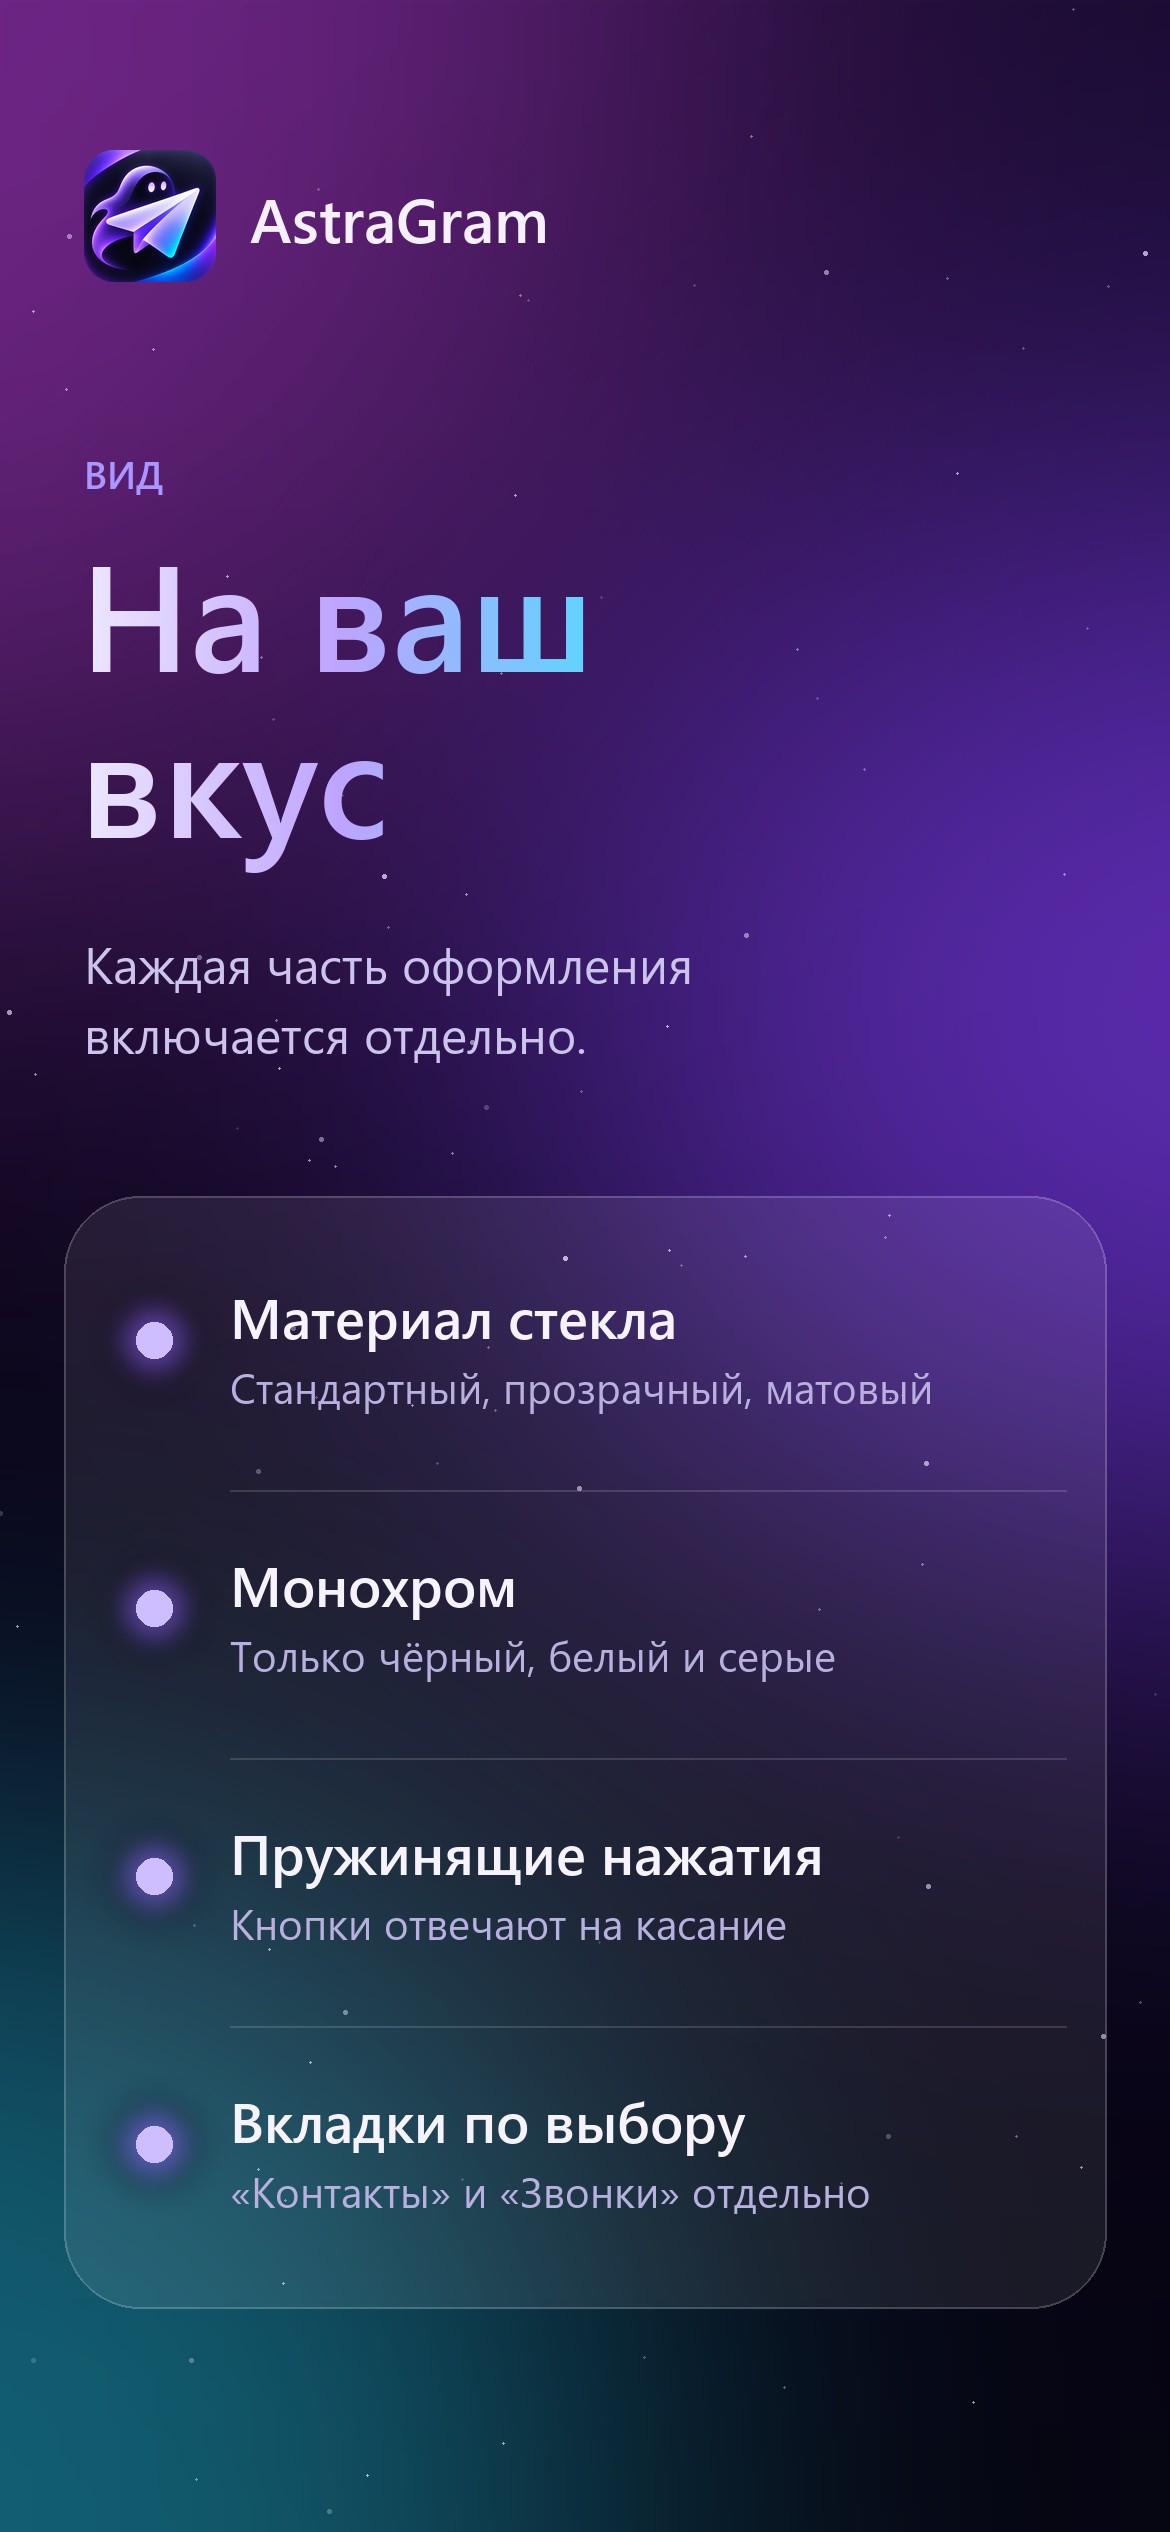 AstraGram
ВИД
На ваш
вкус
Каждая часть оформления
включается отдельно.
Материал стекла
Стандартный, прозрачный, матовый
Монохром
Только чёрный, белый и серые
Пружинящие нажатия
Кнопки отвечают на касание
Вкладки по выбору
«Контакты» и «Звонки» отдельно